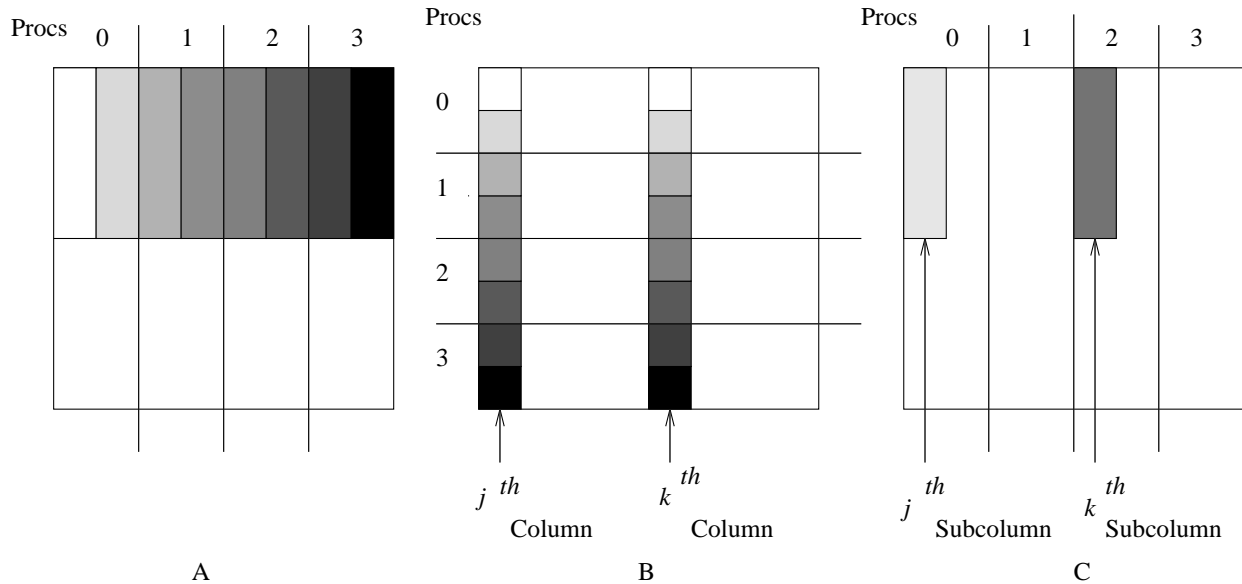 Procs 0 1 2 3
A
Procs
0
1
2
3
j th
Column
k th
Column
B
Procs
0 1 2 3
j th
Subcolumn
k th
Subcolumn
C